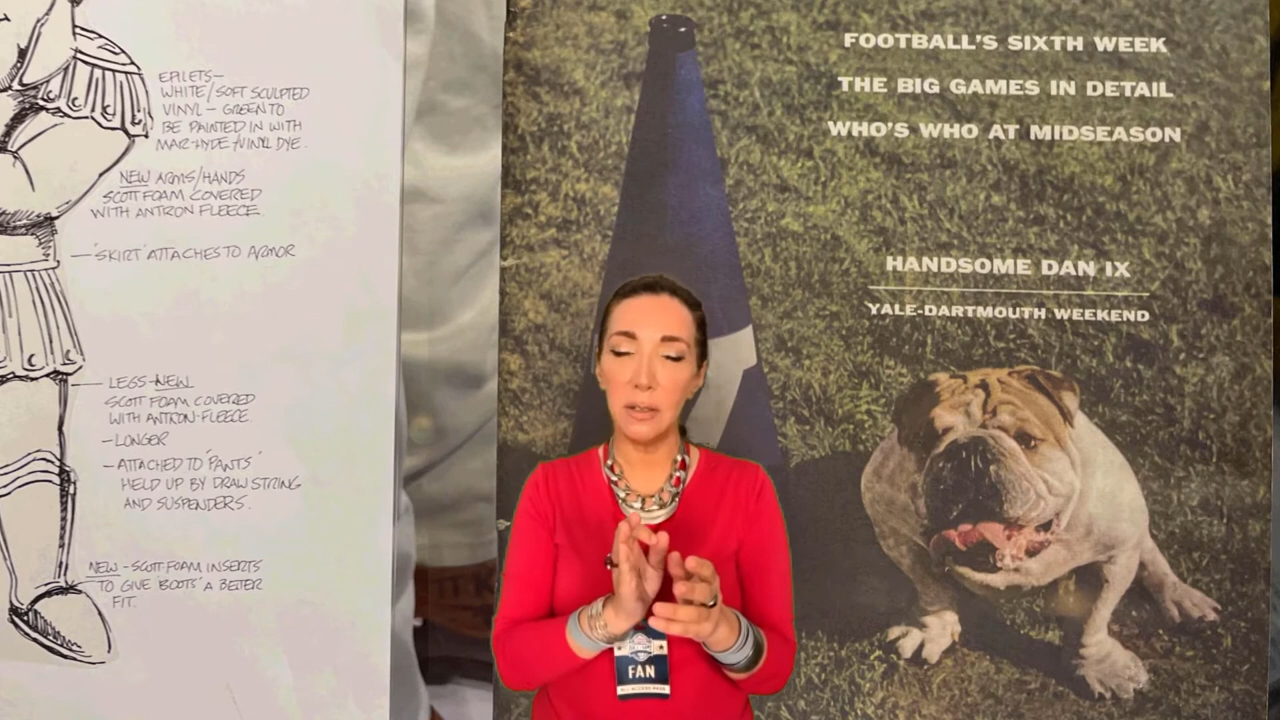 EPILETS-
WHITE/SOFT SCULPTED
VINYL - GREEN TO
BE PAINTED IN WITH
MAR-HYDE VINYL DYE.
NEW ARMS/HANDS
SCOTT FOAM COVERED
WITH ANTRON FLEECE
- 'SKIRT' ATTACHES TO ARMOR
LEGS-NEW
SCOTT FOAM COVERED
WITH ANTRON-FLEECE
-LONGER
-ATTACHED TO "PANTS"
HELD UP BY DRAW STRING
AND SUSPENDERS.
NEW - SCOTT FOAM INSERTS
TO GIVE 'BOOTS' A BETTER
FIT.
FOOTBALL'S SIXTH WEEK
THE BIG GAMES IN DETAIL
WHO'S WHO AT MIDSEASON
HANDSOME DAN IX
YALE-DARTMOUTH WEEKEND
FAN
ALL ACCESS PASS